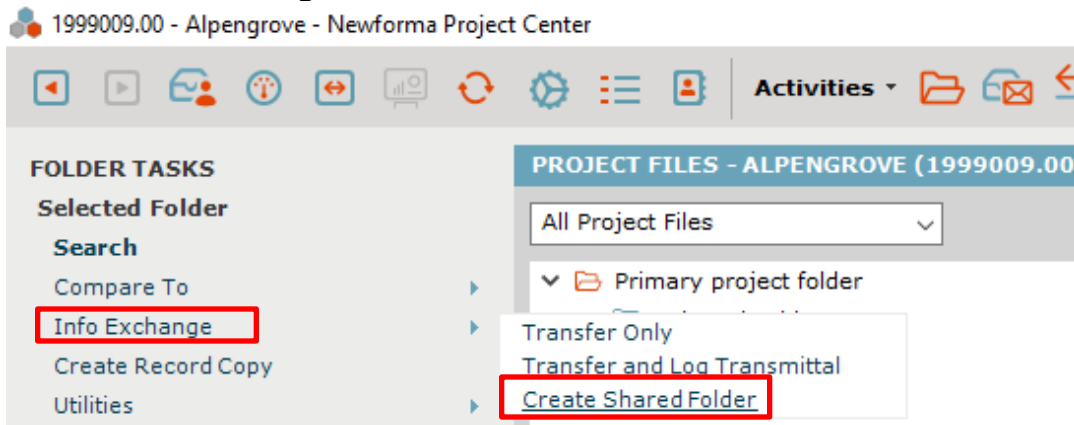 1999009.00 - Alpengrove - Newforma Project Center
Activities
FOLDER TASKS
Selected Folder
Search
Compare To
Info Exchange
Create Record Copy
Utilities
PROJECT FILES - ALPENGROVE (1999009.00
All Project Files
Primary project folder
Transfer Only
Transfer and Log Transmittal
Create Shared Folder